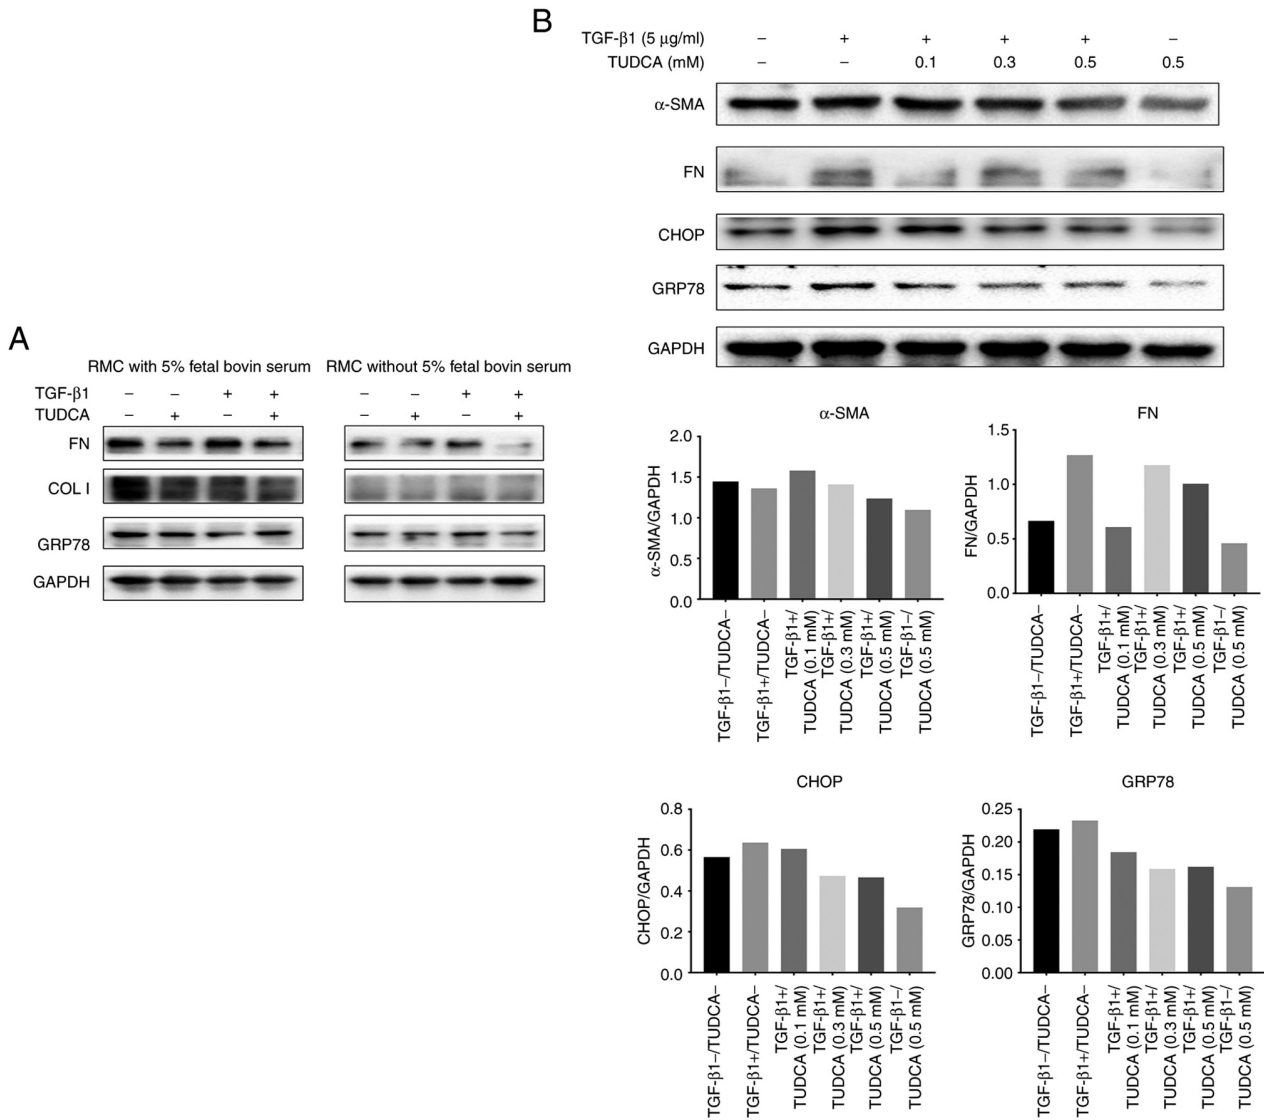 B
TGF-β1 (5 μg/ml) – + + + + –
TUDCA (mM) – – 0.1 0.3 0.5 0.5
α-SMA
FN
CHOP
GRP78
GAPDH
A
RMC with 5% fetal bovin serum
TGF-β1 – – + +
TUDCA – + – +
RMC without 5% fetal bovin serum
– – + +
– + – +
FN
COL I
GRP78
GAPDH
α-SMA
α-SMA/GAPDH
2.0
1.5
1.0
0.5
0.0
TGF-β1–/TUDCA–
TGF-β1+/TUDCA–
TGF-β1+/
TUDCA (0.1 mM)
TGF-β1+/
TUDCA (0.3 mM)
TGF-β1+/
TUDCA (0.5 mM)
TGF-β1–/
TUDCA (0.5 mM)
FN
FN/GAPDH
1.5
1.0
0.5
0.0
TGF-β1–/TUDCA–
TGF-β1+/TUDCA–
TGF-β1+/
TUDCA (0.1 mM)
TGF-β1+/
TUDCA (0.3 mM)
TGF-β1+/
TUDCA (0.5 mM)
TGF-β1–/
TUDCA (0.5 mM)
CHOP
CHOP/GAPDH
0.8
0.6
0.4
0.2
0.0
TGF-β1–/TUDCA–
TGF-β1+/TUDCA–
TGF-β1+/
TUDCA (0.1 mM)
TGF-β1+/
TUDCA (0.3 mM)
TGF-β1+/
TUDCA (0.5 mM)
TGF-β1–/
TUDCA (0.5 mM)
GRP78
GRP78/GAPDH
0.25
0.20
0.15
0.10
0.05
0.00
TGF-β1–/TUDCA–
TGF-β1+/TUDCA–
TGF-β1+/
TUDCA (0.1 mM)
TGF-β1+/
TUDCA (0.3 mM)
TGF-β1+/
TUDCA (0.5 mM)
TGF-β1–/
TUDCA (0.5 mM)